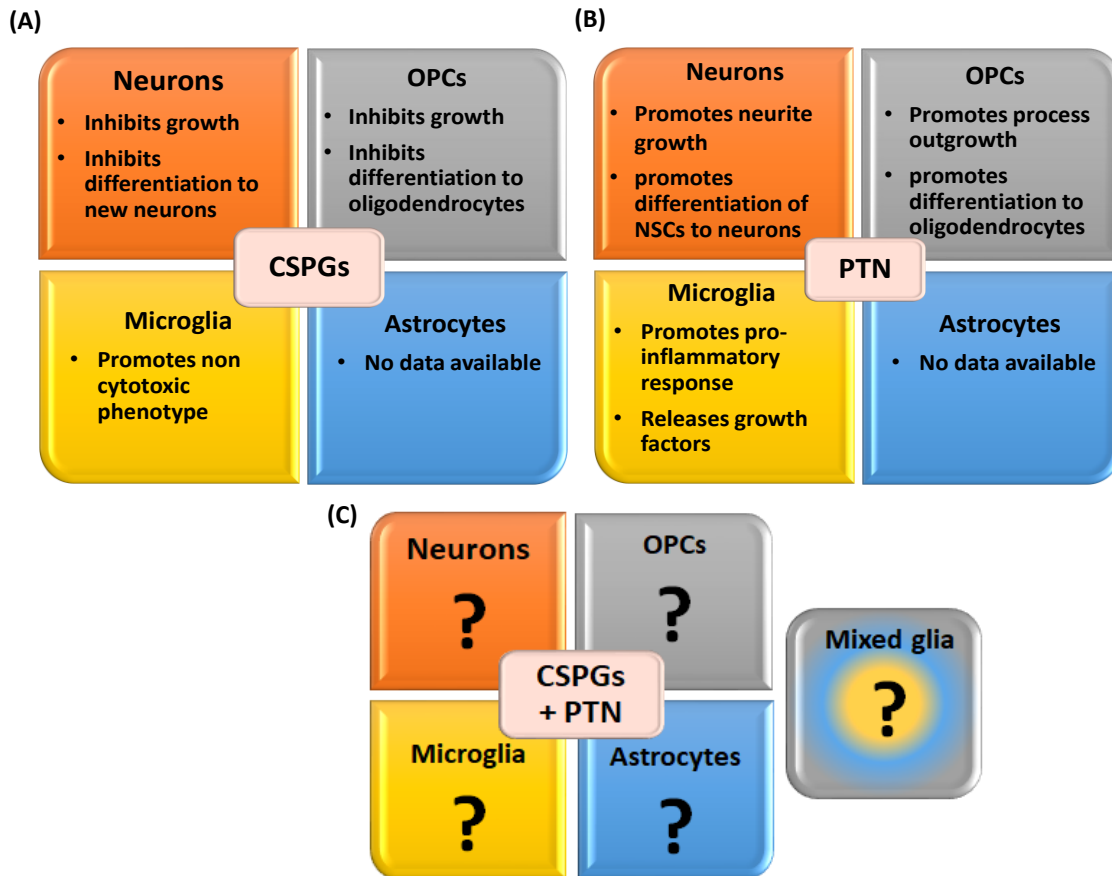 (A)
Neurons
• Inhibits growth
• Inhibits
differentiation to
new neurons
OPCs
• Inhibits growth
• Inhibits
differentiation to
oligodendrocytes
CSPGs
Microglia
• Promotes non
cytotoxic
phenotype
Astrocytes
• No data available
(B)
Neurons
• Promotes neurite
growth
• promotes
differentiation of
NSCs to neurons
OPCs
• Promotes process
outgrowth
• promotes
differentiation to
oligodendrocytes
PTN
Microglia
• Promotes pro-
inflammatory
response
• Releases growth
factors
Astrocytes
• No data available
(C)
Neurons
?
OPCs
?
CSPGs
+ PTN
Microglia
?
Astrocytes
?
Mixed glia
?